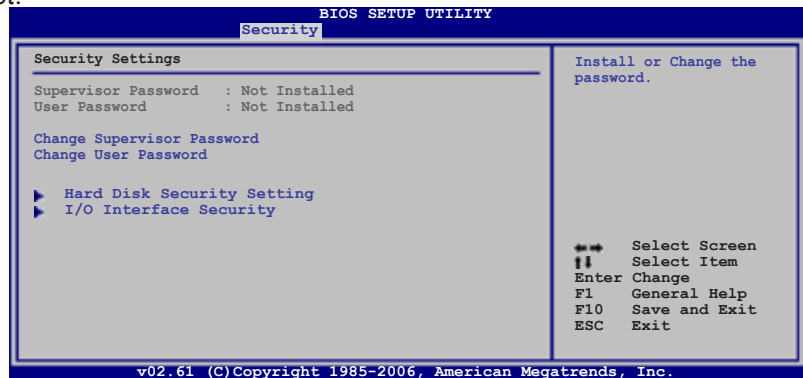 BIOS SETUP UTILITY
Security
Security Settings
Supervisor Password : Not Installed
User Password : Not Installed
Change Supervisor Password
Change User Password
Hard Disk Security Setting
I/O Interface Security
Install or Change the
password.
Select Screen
Select Item
Enter Change
F1 General Help
F10 Save and Exit
ESC Exit
v02.61 (C)Copyright 1985-2006, American Megatrends, Inc.